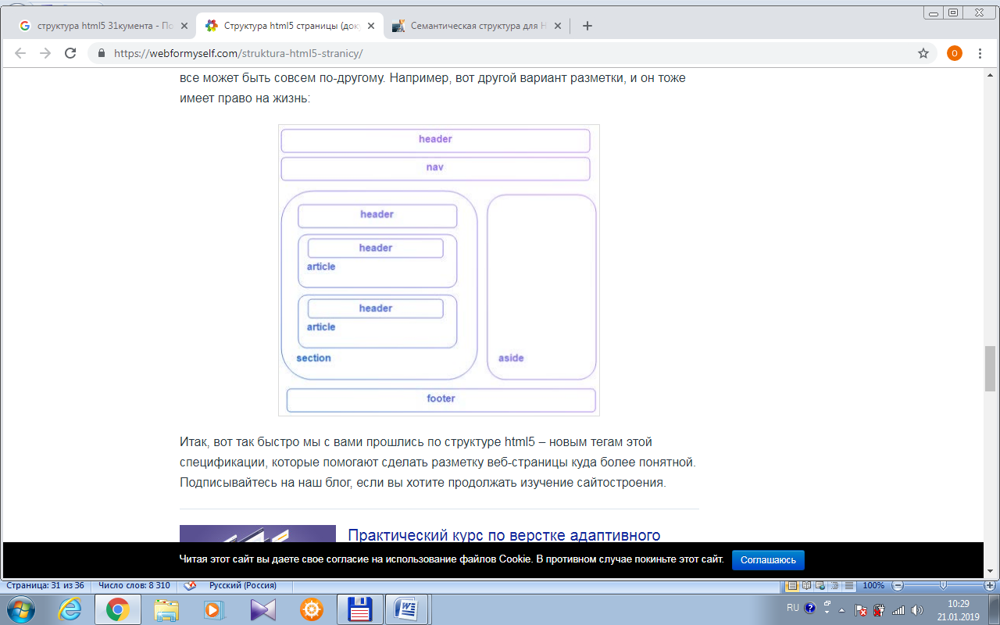 структура html5 31кумента - По
Структура html5 страницы (док
Семантическая структура для H
https://webformyself.com/struktura-html5-stranicy/
O
все может быть совсем по-другому. Например, вот другой вариант разметки, и он тоже
имеет право на жизнь:
header
nav
header
header
article
header
article
section
aside
footer
Итак, вот так быстро мы с вами прошлись по структуре html5 – новым тегам этой
спецификации, которые помогают сделать разметку веб-страницы куда более понятной.
Подписывайтесь на наш блог, если вы хотите продолжать изучение сайтостроения.
Практический курс по верстке адаптивного
Читая этот сайт вы даете свое согласие на использование файлов Cookie. В противном случае покиньте этот сайт.
Соглашаюсь
Страница: 31 из 36 Число слов: 8 310 Русский (Россия) 100%
RU 10:29
21.01.2019